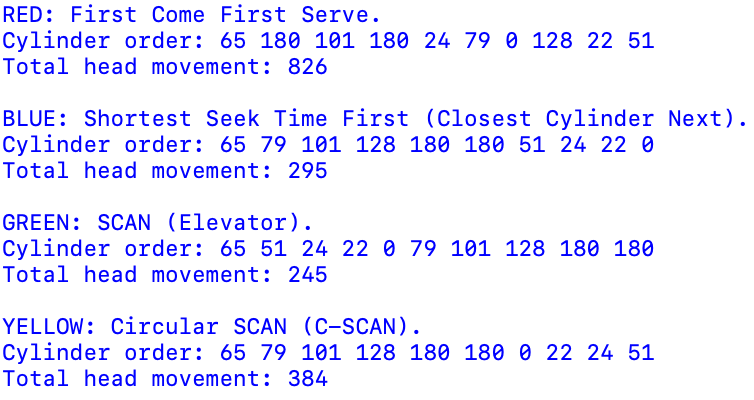 RED: First Come First Serve.
Cylinder order: 65 180 101 180 24 79 0 128 22 51
Total head movement: 826
BLUE: Shortest Seek Time First (Closest Cylinder Next).
Cylinder order: 65 79 101 128 180 180 51 24 22 0
Total head movement: 295
GREEN: SCAN (Elevator).
Cylinder order: 65 51 24 22 0 79 101 128 180 180
Total head movement: 245
YELLOW: Circular SCAN (C-SCAN).
Cylinder order: 65 79 101 128 180 180 0 22 24 51
Total head movement: 384